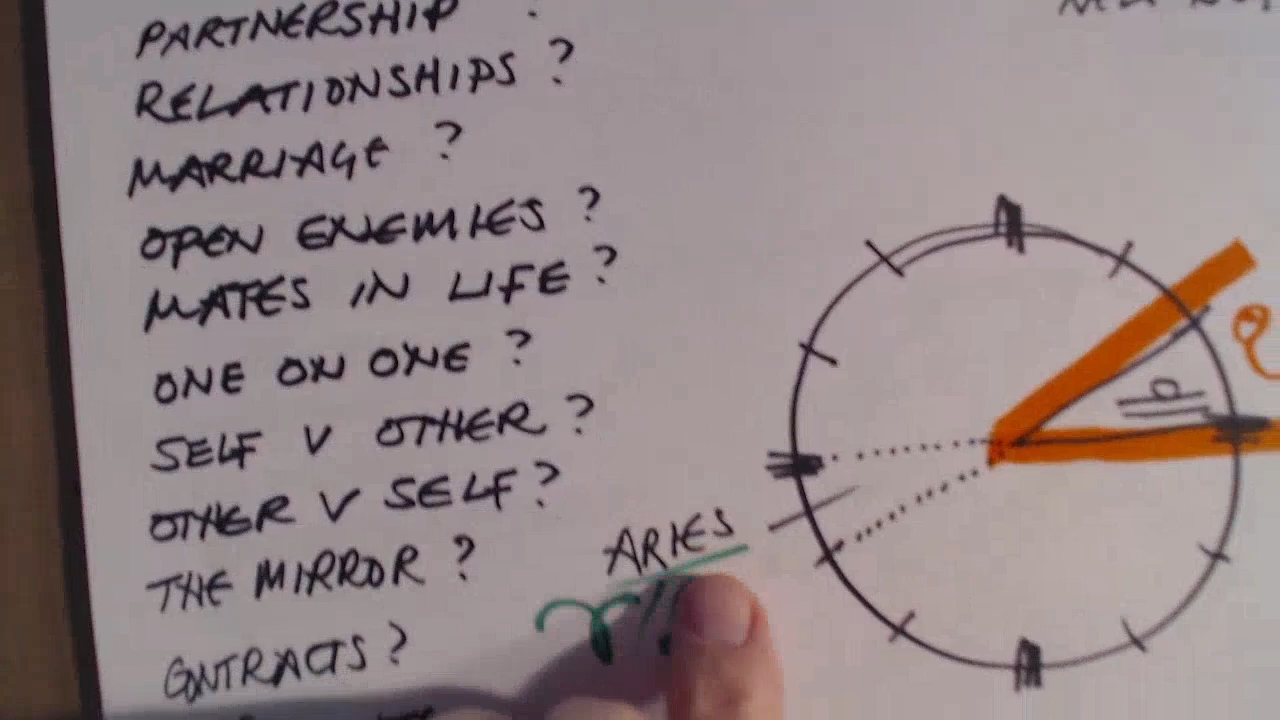 PARTNERSHIP
RELATIONSHIPS ?
MARRIAGE ?
OPEN ENEMIES ?
MATES IN LIFE ?
ONE ON ONE ?
SELF V OTHER ?
OTHER V SELF ?
THE MIRROR ?
CONTRACTS ?
ARIES